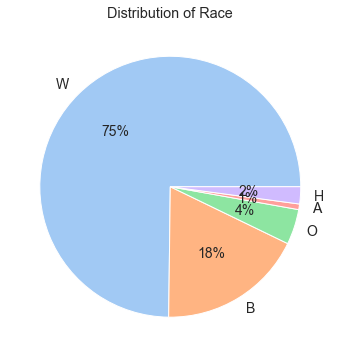 Distribution of Race
W
75%
2%
H
1%
A
4%
O
18%
B